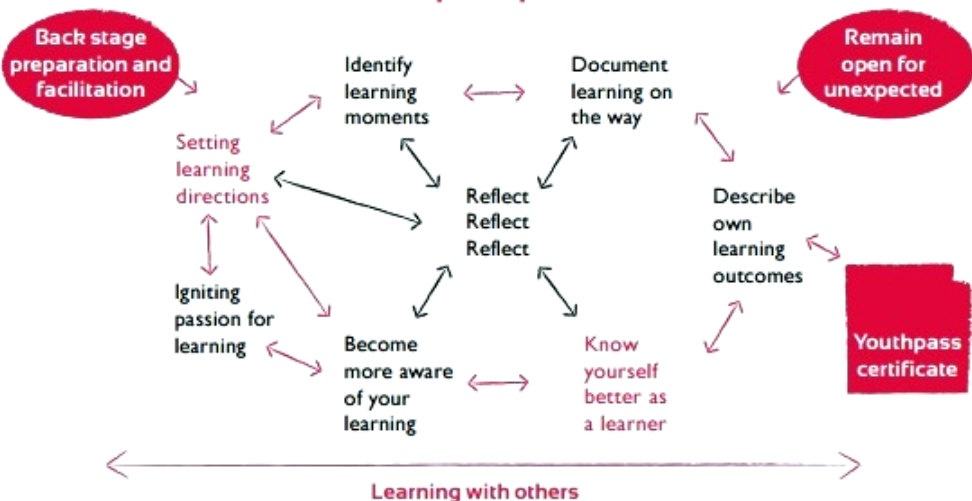 Back stage
preparation and
facilitation
Remain
open for
unexpected
Identify
learning
moments
Document
learning on
the way
Setting
learning
directions
Reflect
Reflect
Reflect
Describe
own
learning
outcomes
Igniting
passion for
learning
Become
more aware
of your
learning
Know
yourself
better as
a learner
Youthpass
certificate
Learning with others